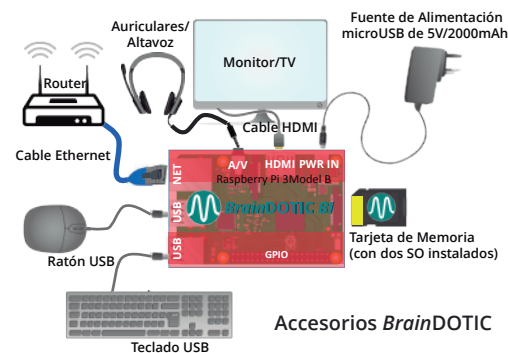 Auriculares/
Altavoz
Fuente de Alimentación
microUSB de 5V/2000mAh
Monitor/TV
Router
Cable HDMI
Cable Ethernet
NET
A/V
HDMI
PWR IN
Raspberry Pi 3Model B
USB
BrainDOTIC BI
USB
GPIO
Ratón USB
Tarjeta de Memoria
(con dos SO instalados)
Teclado USB
Accesorios BrainDOTIC